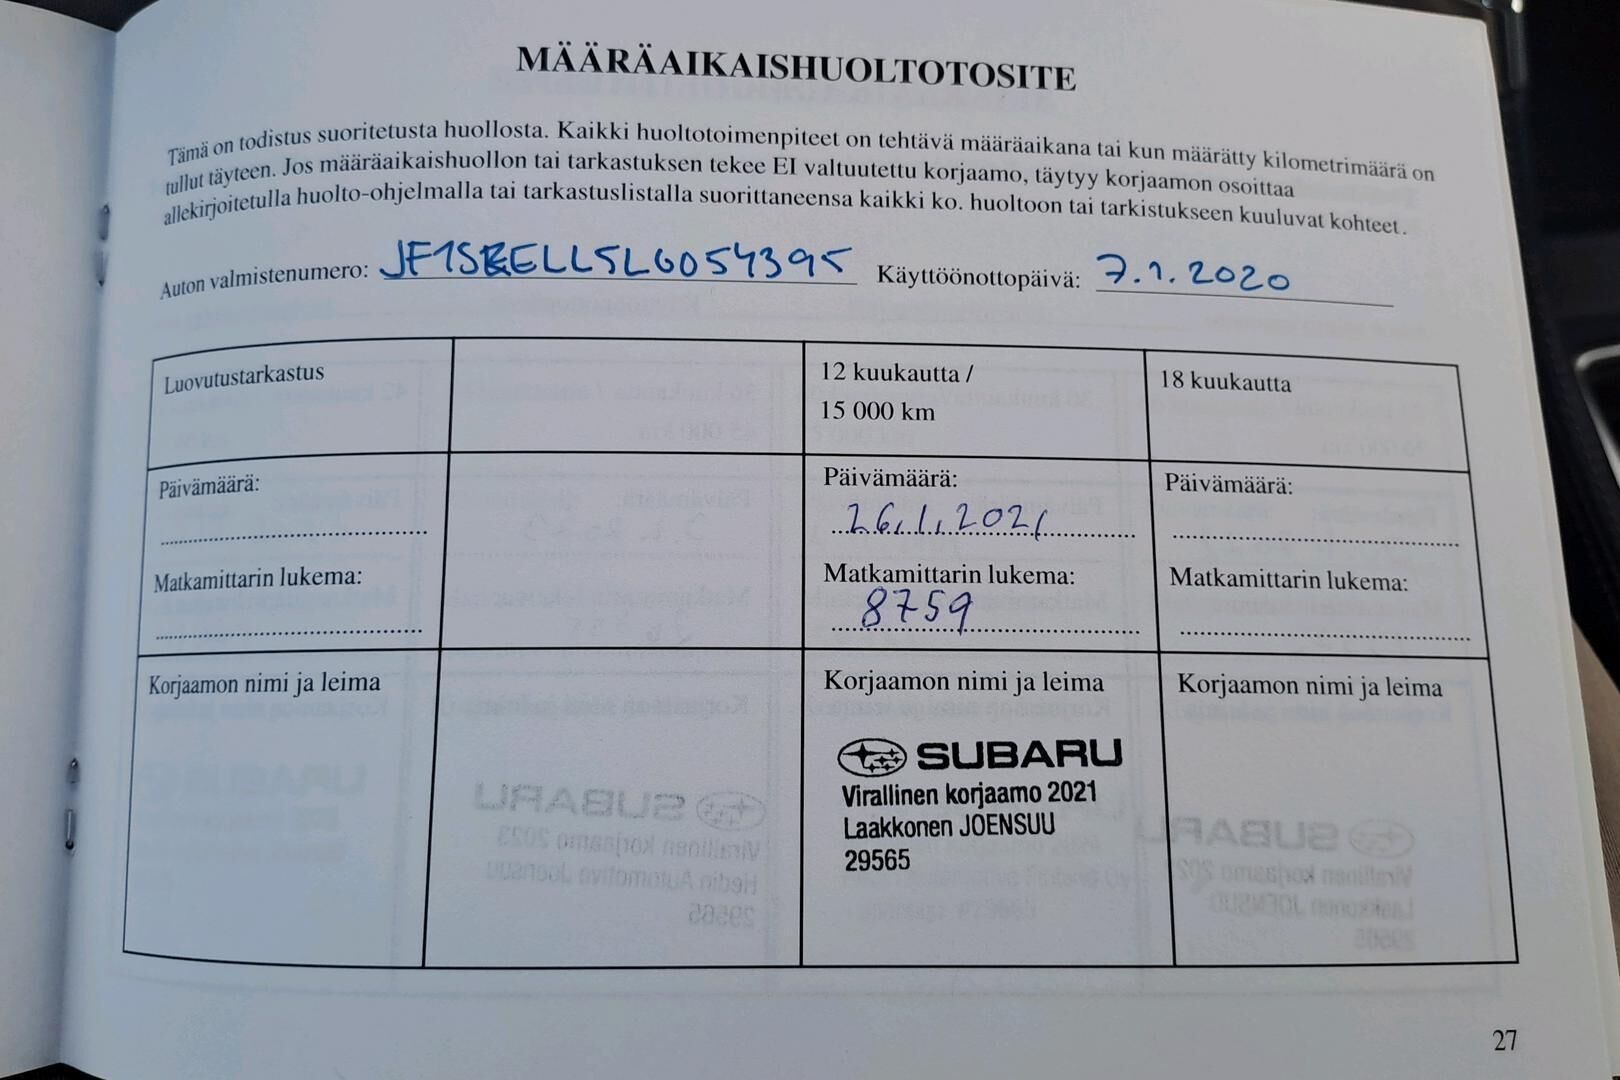 MÄÄRÄAIKAISHUOLTOTOSITE
Tämä on todistus suoritetusta huollosta. Kaikki huoltotoimenpiteet on tehtävä määräaikana tai kun määrätty kilometrimäärä on
tullut täyteen. Jos määräaikaishuollon tai tarkastuksen tekee EI valtuutettu korjaamo, täytyy korjaamon osoittaa
allekirjoitetulla huolto-ohjelmalla tai tarkastuslistalla suorittaneensa kaikki ko. huoltoon tai tarkistukseen kuuluvat kohteet.
Auton valmistenumero: Käyttöönottopäivä: 7.1.2020
Luovutustarkastus
12 kuukautta /
15 000 km
18 kuukautta
Päivämäärä:
Päivämäärä:
26.1.2021
Päivämäärä:
Matkamittarin lukema:
Matkamittarin lukema:
8759
Matkamittarin lukema:
Korjaamon nimi ja leima
Korjaamon nimi ja leima
SUBARU
Virallinen korjaamo 2021
Laakkonen JOENSUU
29565
Korjaamon nimi ja leima
27